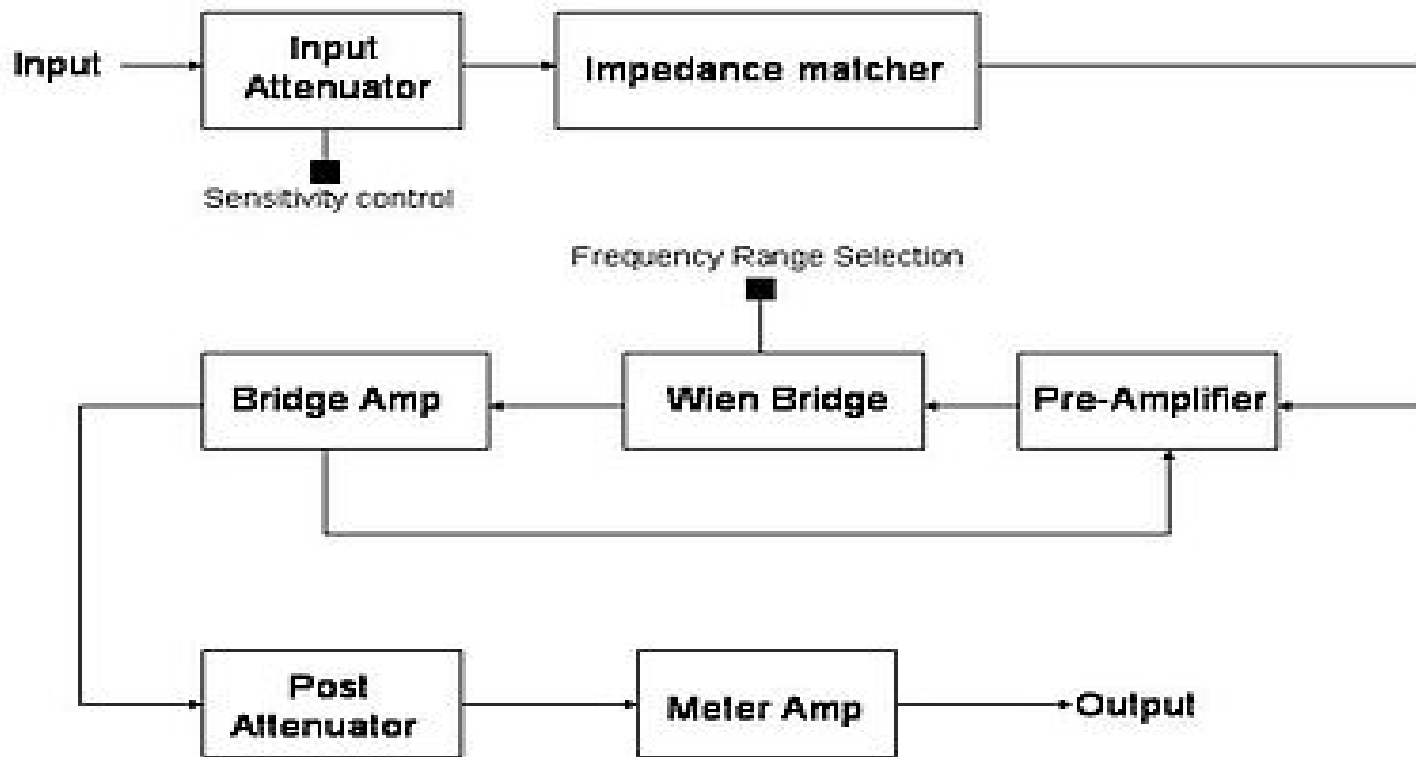 Input
Input
Attenuator
Impedance matcher
Sensitivity control
Frequency Range Selection
Bridge Amp
Wien Bridge
Pre-Amplifier
Post
Attenuator
Meter Amp
Output